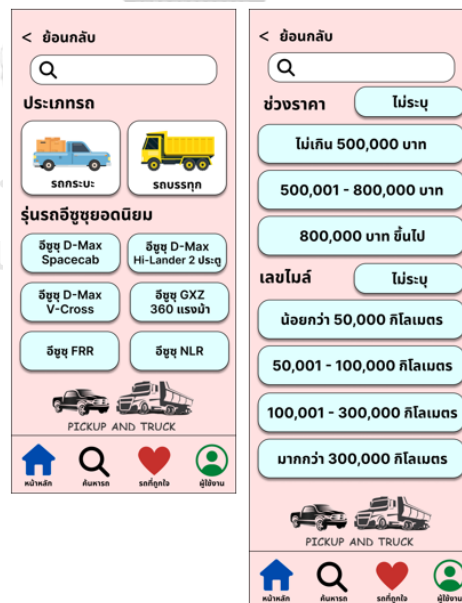 < ย้อนกลับ
ประเภทรถ
รถกระบะ
รถบรรทุก
รุ่นรถอีซูซุยอดนิยม
อีซูซุ D-Max
Spacecab
อีซูซุ D-Max
Hi-Lander 2 ประตู
อีซูซุ D-Max
V-Cross
อีซูซุ GXZ
360 แรงม้า
อีซูซุ FRR
อีซูซุ NLR
PICKUP AND TRUCK
หน้าหลัก
ค้นหารถ
รถที่ถูกใจ
ผู้ใช้งาน
< ย้อนกลับ
ช่วงราคา
ไม่ระบุ
ไม่เกิน 500,000 บาท
500,001 - 800,000 บาท
800,000 บาท ขึ้นไป
เลขไมล์
ไม่ระบุ
น้อยกว่า 50,000 กิโลเมตร
50,001 - 100,000 กิโลเมตร
100,001 - 300,000 กิโลเมตร
มากกว่า 300,000 กิโลเมตร
PICKUP AND TRUCK
หน้าหลัก
ค้นหารถ
รถที่ถูกใจ
ผู้ใช้งาน